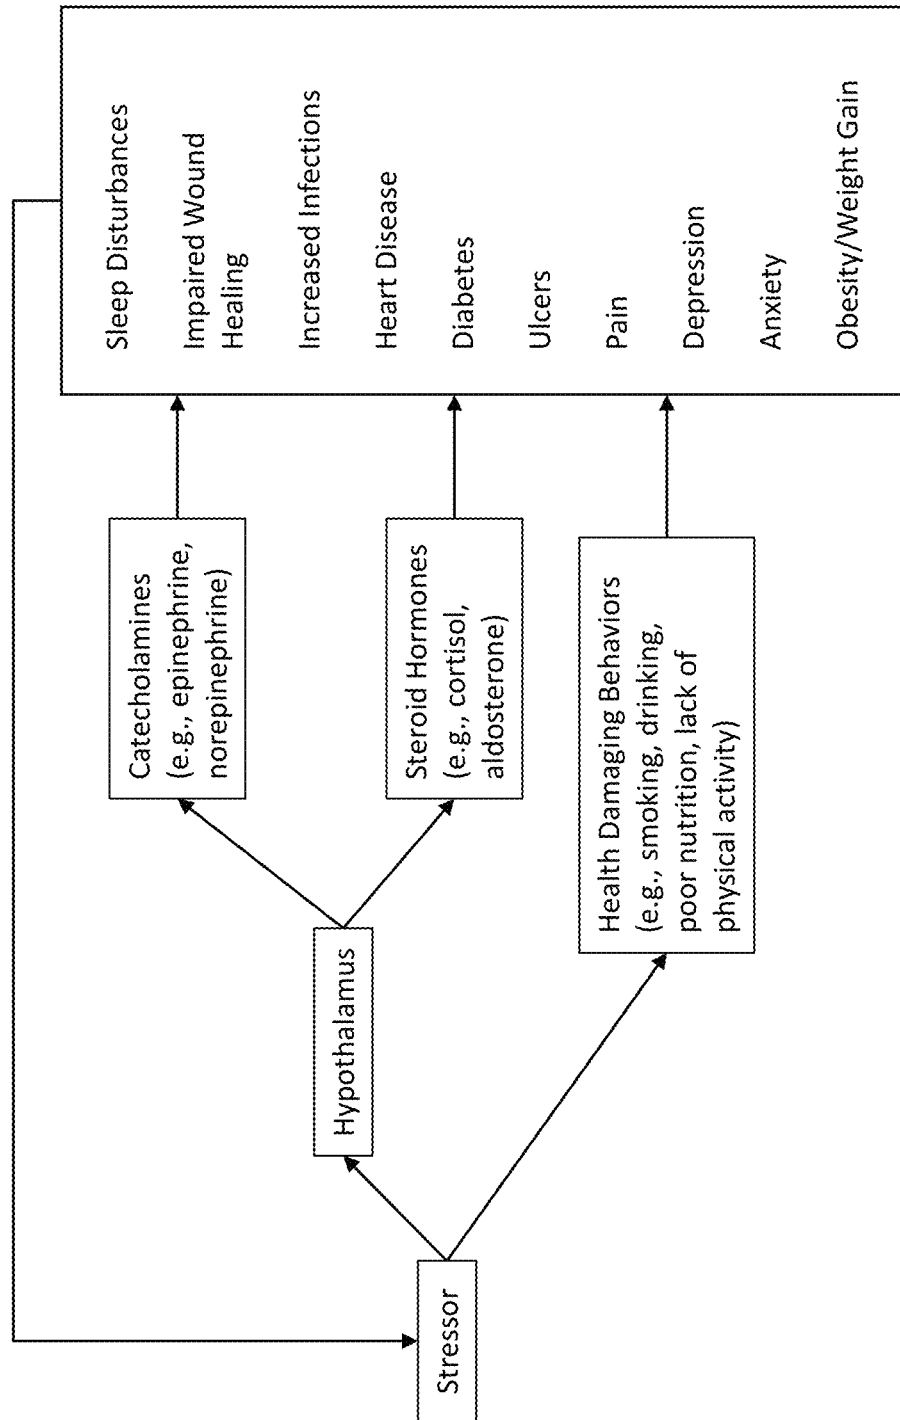 Stressor
Hypothalamus
Catecholamines
(e.g., epinephrine,
norepinephrine)
Steroid Hormones
(e.g., cortisol,
aldosterone)
Health Damaging Behaviors
(e.g., smoking, drinking,
poor nutrition, lack of
physical activity)
Sleep Disturbances
Impaired Wound
Healing
Increased Infections
Heart Disease
Diabetes
Ulcers
Pain
Depression
Anxiety
Obesity/Weight Gain